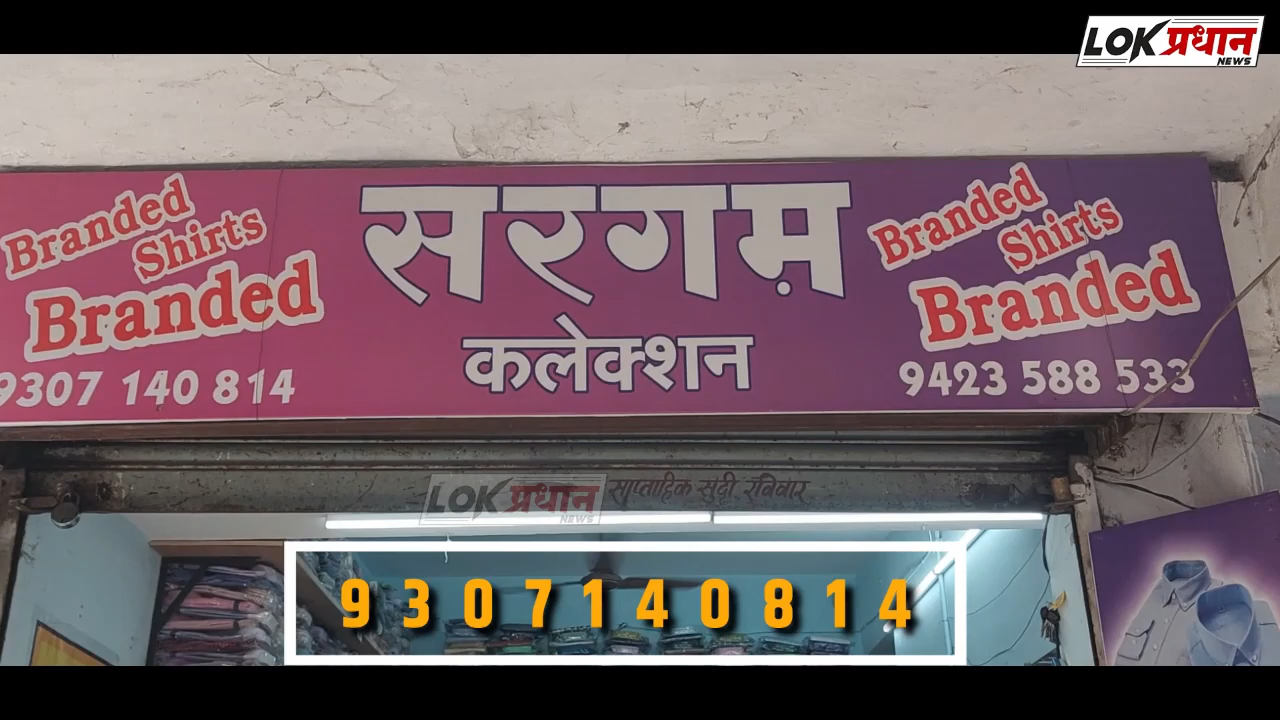 LOK प्रधान
NEWS
Branded
Shirts
Branded
9307 140 814
सरगम़
कलेक्शन
Branded
Shirts
Branded
9423 588 533
LOK प्रधान
NEWS
साप्ताहिक सुट्टी रविवार
9307140814